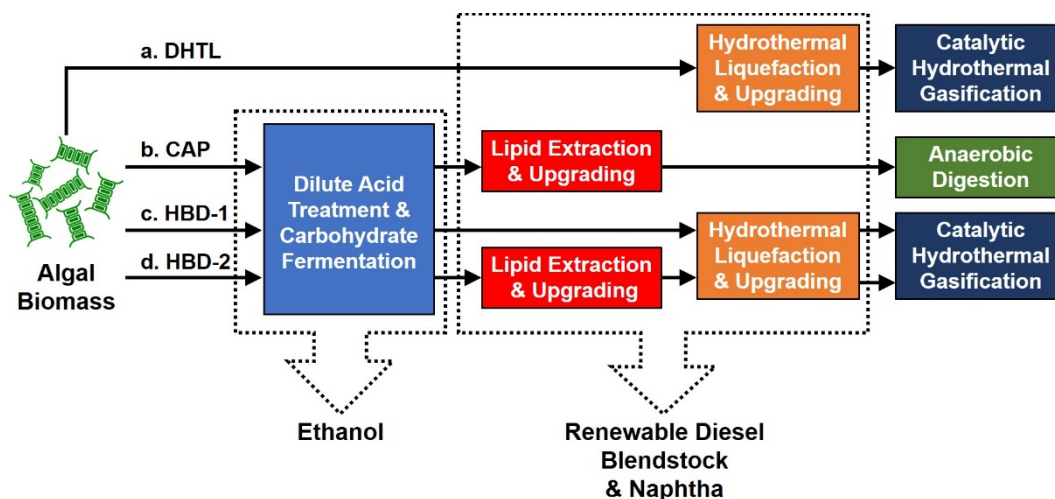 a. DHTL
Hydrothermal
Liquefaction
& Upgrading
Catalytic
Hydrothermal
Gasification
b. CAP
c. HBD-1
d. HBD-2
Algal
Biomass
Dilute Acid
Treatment &
Carbohydrate
Fermentation
Lipid Extraction
& Upgrading
Anaerobic
Digestion
Hydrothermal
Liquefaction
& Upgrading
Catalytic
Hydrothermal
Gasification
Lipid Extraction
& Upgrading
Ethanol
Renewable Diesel
Blendstock
& Naphtha